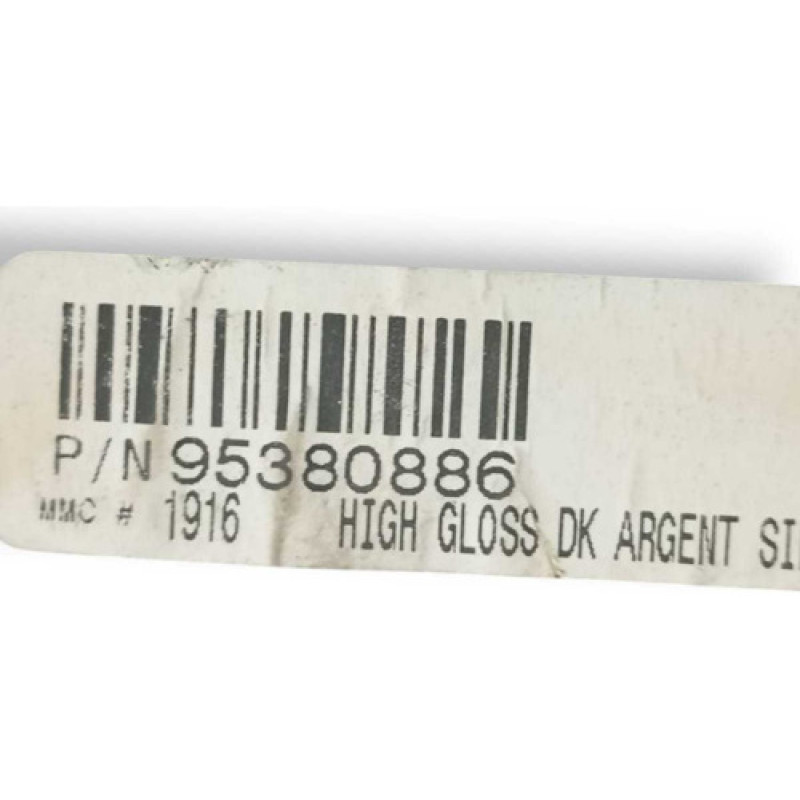 P/N 95380886
MMC # 1916 HIGH GLOSS DK ARGENT